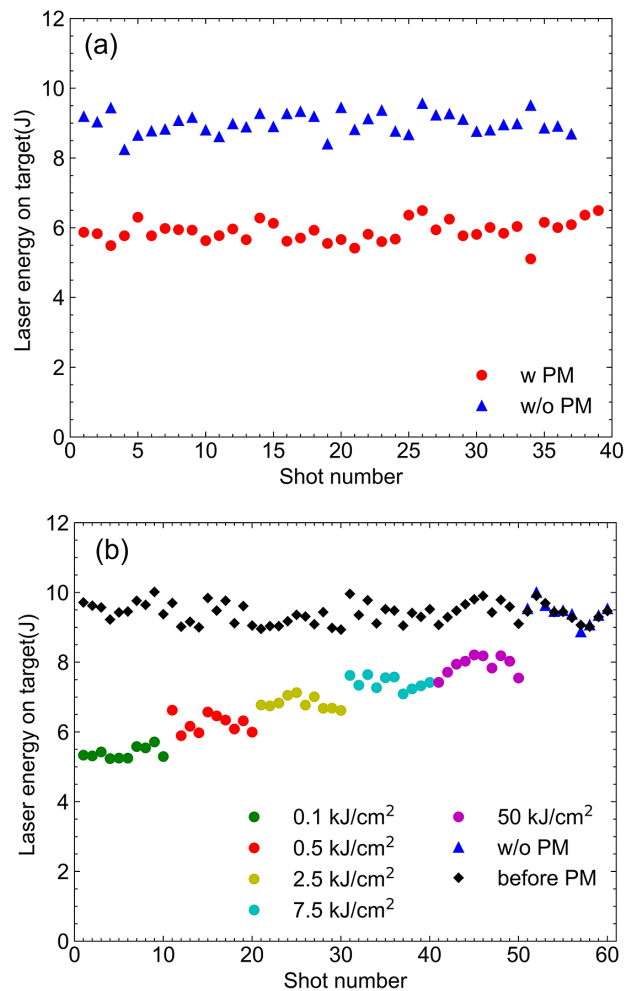 (a)
Laser energy on target(J)
12
10
8
6
4
2
0
w PM
w/o PM
0 5 10 15 20 25 30 35 40
Shot number
(b)
Laser energy on target(J)
12
10
8
6
4
2
0
0.1 kJ/cm²
0.5 kJ/cm²
2.5 kJ/cm²
7.5 kJ/cm²
50 kJ/cm²
w/o PM
before PM
0 10 20 30 40 50 60
Shot number